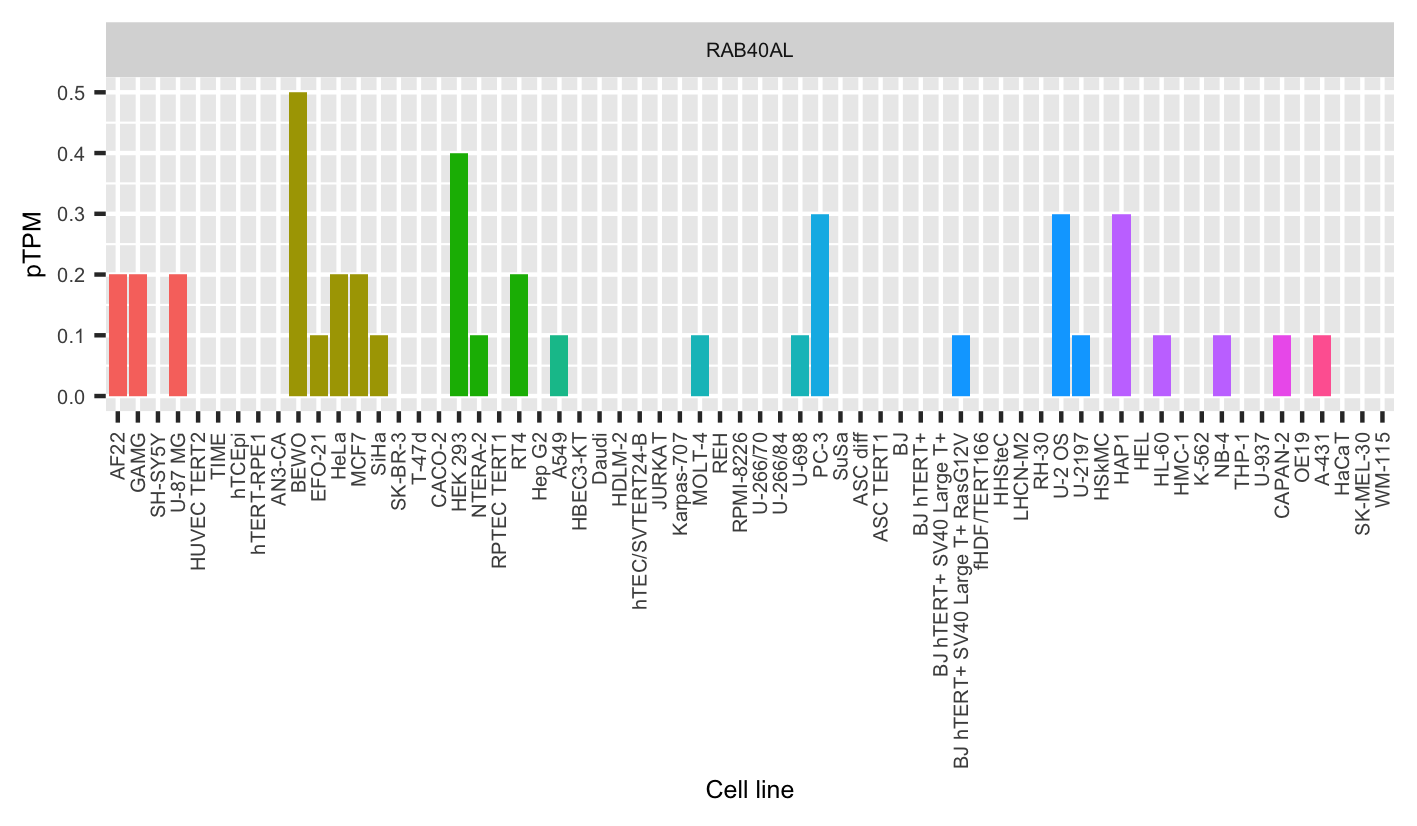 RAB40AL
0.5
0.4
0.3
0.2
0.1
0.0
pTPM
AF22
GAMG
SH-SY5Y
U-87 MG
HUVEC TERT2
TIME
hTCEpi
hTERT-RPE1
AN3-CA
BEWO
EFO-21
HeLa
MCF7
SiHa
SK-BR-3
T-47d
CACO-2
HEK 293
NTERA-2
RPTEC TERT1
RT4
Hep G2
A549
HBEC3-KT
Daudi
HDLM-2
hTEC/SVTERT24-B
JURKAT
Karpas-707
MOLT-4
REH
RPMI-8226
U-266/70
U-266/84
U-698
PC-3
SuSa
ASC diff
ASC TERT1
BJ
BJ hTERT+
BJ hTERT+ SV40 Large T+
BJ hTERT+ SV40 Large T+ RasG12V
fHDF/TERT166
HHSteC
LHCN-M2
RH-30
U-2 OS
U-2197
HSkMC
HAP1
HEL
HL-60
HMC-1
K-562
NB-4
THP-1
U-937
CAPAN-2
OE19
A-431
HaCaT
SK-MEL-30
WM-115
Cell line